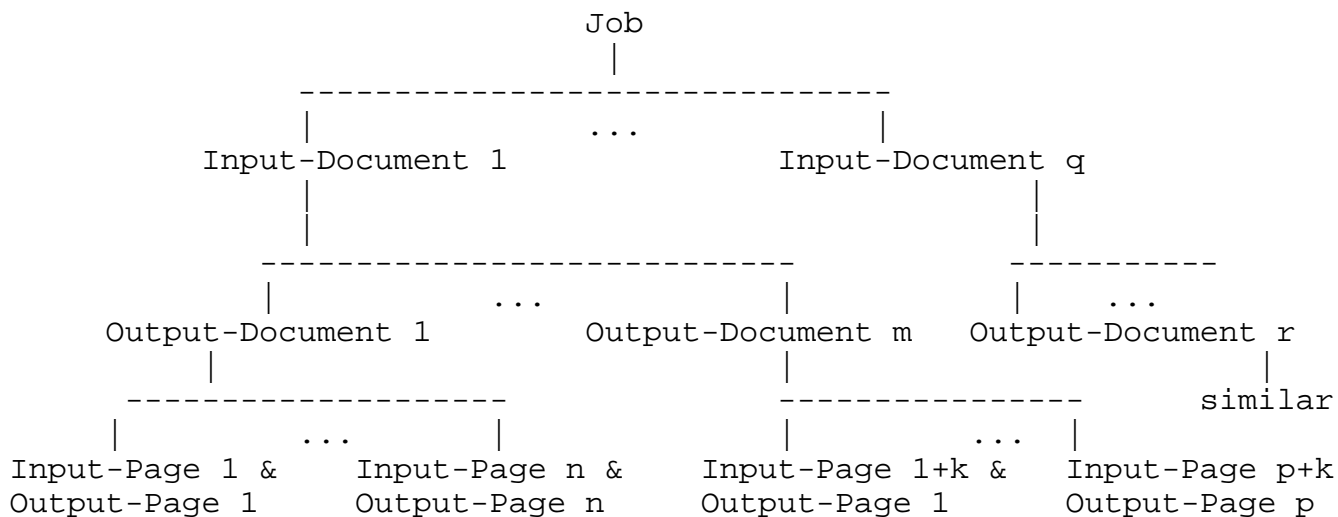 Job
...
Input-Document 1 Input-Document q
... ...
Output-Document 1 Output-Document m Output-Document r
similar
... ...
Input-Page 1 & Input-Page n & Input-Page 1+k & Input-Page p+k
Output-Page 1 Output-Page n Output-Page 1 Output-Page p